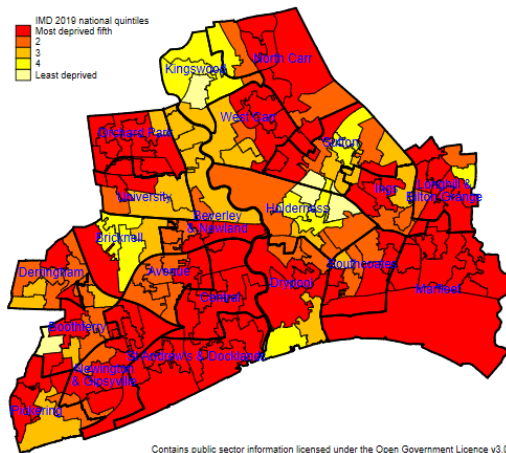 IMD 2019 national quintiles
Most deprived fifth
2
3
4
Least deprived
North Carr
Kingswood
West Carr
Orchard Park
Sutton
University
Ings
Longhill &
Bilton Grange
Holderness
Beverley
& Newland
Bricknell
Derringham
Avenue
Southcoates
Drypool
Central
Marfleet
Boothferry
St Andrew's & Docklands
Newington
& Gipsyville
Pickering
Contains public sector information licensed under the Open Government Licence v3.0